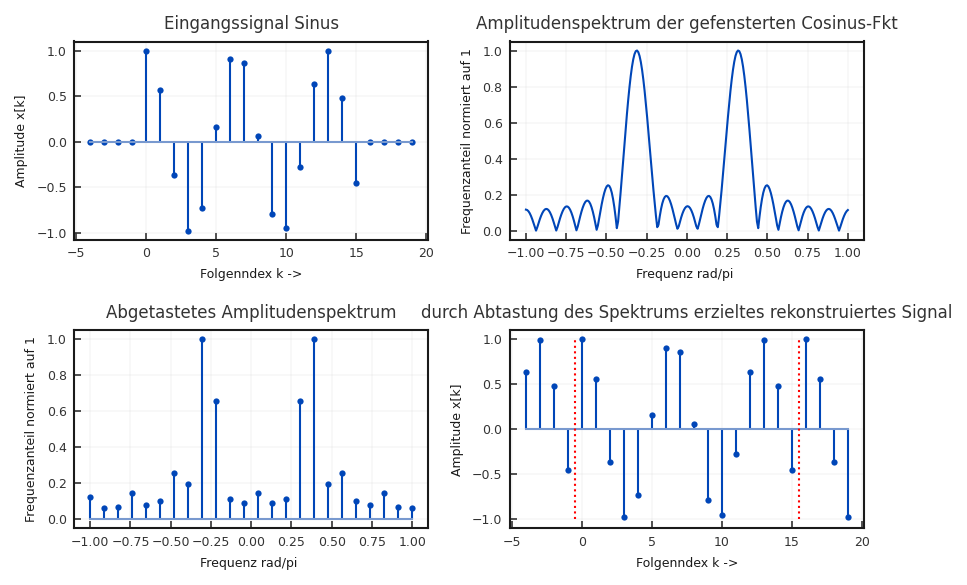 Eingangssignal Sinus
Amplitude x[k]
1.0
0.5
0.0
−0.5
−1.0
−5 0 5 10 15 20
Folgenndex k ->
Amplitudenspektrum der gefensterten Cosinus-Fkt
Frequenzanteil normiert auf 1
1.0
0.8
0.6
0.4
0.2
0.0
−1.00 −0.75 −0.50 −0.25 0.00 0.25 0.50 0.75 1.00
Frequenz rad/pi
Abgetastetes Amplitudenspektrum
Frequenzanteil normiert auf 1
1.0
0.8
0.6
0.4
0.2
0.0
−1.00 −0.75 −0.50 −0.25 0.00 0.25 0.50 0.75 1.00
Frequenz rad/pi
durch Abtastung des Spektrums erzieltes rekonstruiertes Signal
Amplitude x[k]
1.0
0.5
0.0
−0.5
−1.0
−5 0 5 10 15 20
Folgenndex k ->